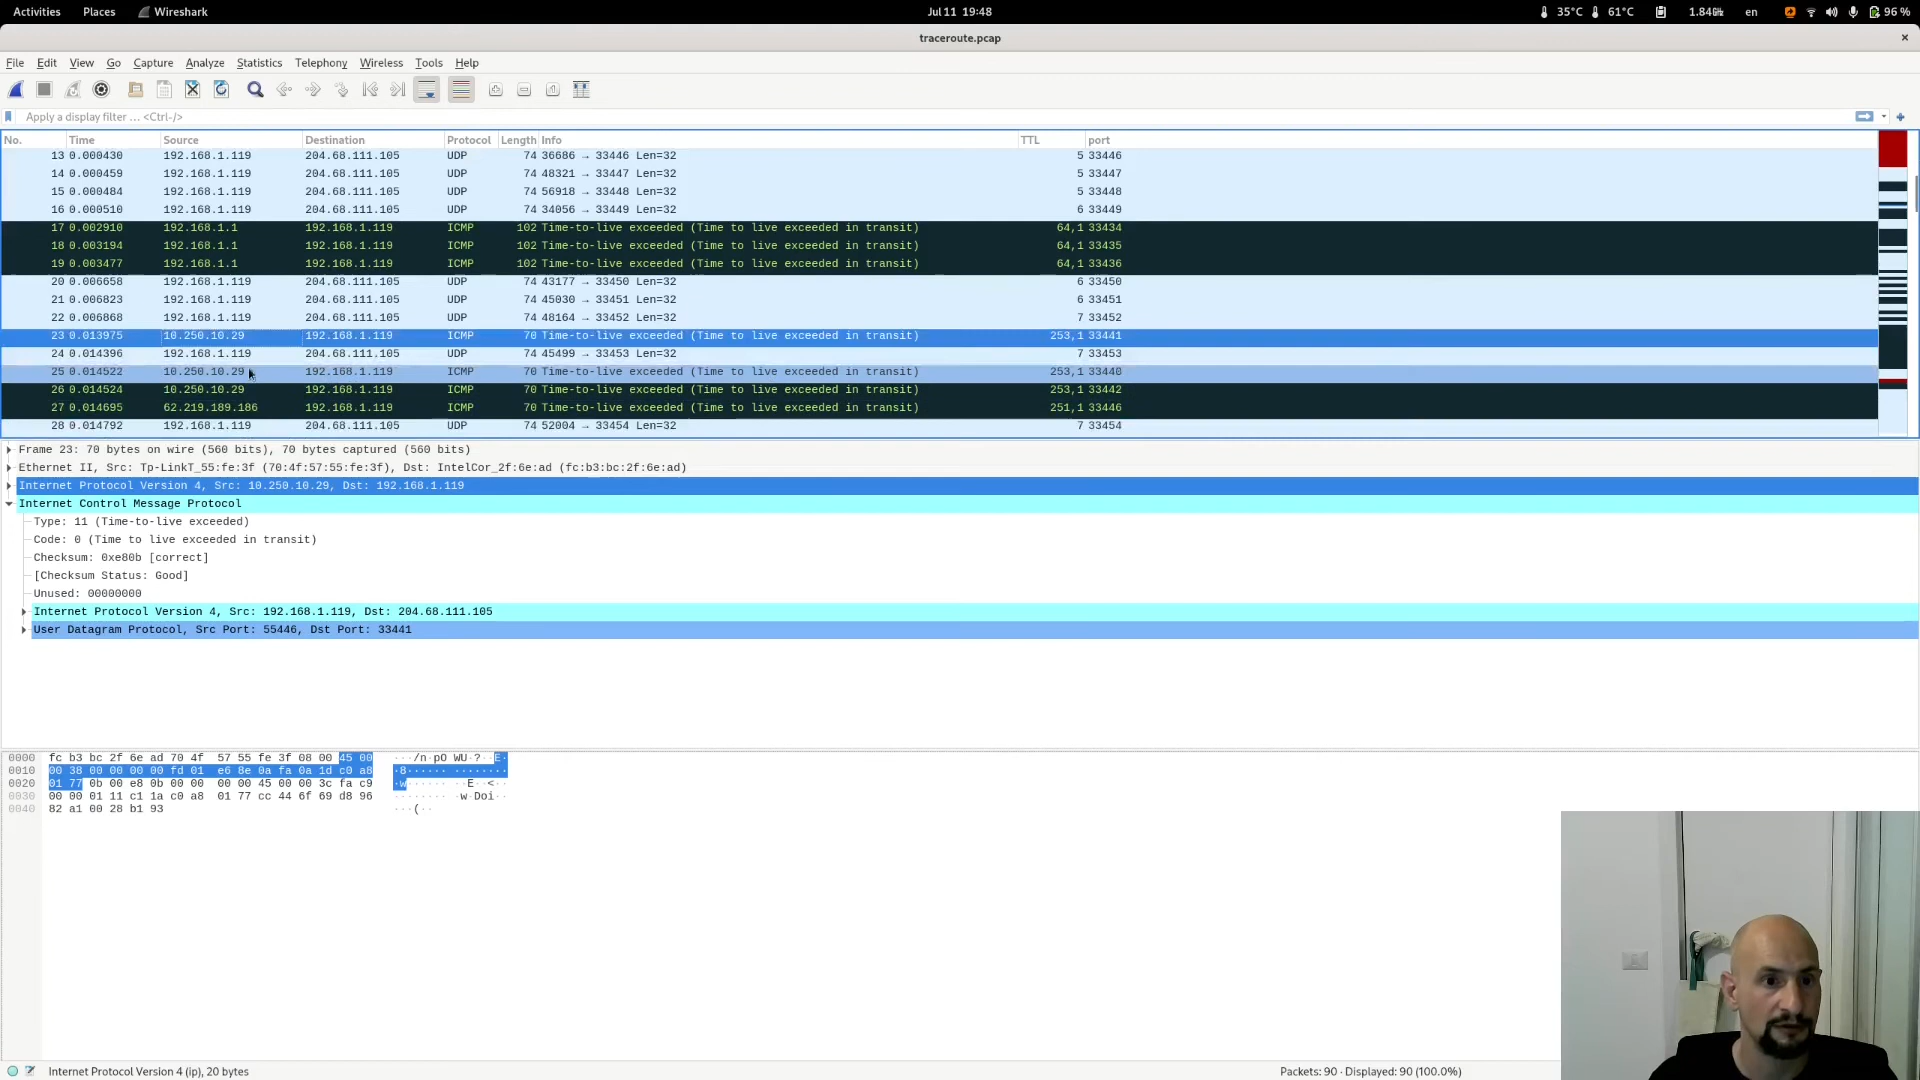 Activities Places Wireshark Jul 11 19:48 35°C 61°C 1.84GHz en 96 %
traceroute.pcap
File Edit View Go Capture Analyze Statistics Telephony Wireless Tools Help
Apply a display filter ... <Ctrl-/>
No. Time Source Destination Protocol Length Info TTL port
13 0.000430 192.168.1.119 204.68.111.105 UDP 74 36686 → 33446 Len=32 5 33446
14 0.000459 192.168.1.119 204.68.111.105 UDP 74 48321 → 33447 Len=32 5 33447
15 0.000484 192.168.1.119 204.68.111.105 UDP 74 56918 → 33448 Len=32 5 33448
16 0.000510 192.168.1.119 204.68.111.105 UDP 74 34056 → 33449 Len=32 6 33449
17 0.002910 192.168.1.1 192.168.1.119 ICMP 102 Time-to-live exceeded (Time to live exceeded in transit) 64,1 33434
18 0.003194 192.168.1.1 192.168.1.119 ICMP 102 Time-to-live exceeded (Time to live exceeded in transit) 64,1 33435
19 0.003477 192.168.1.1 192.168.1.119 ICMP 102 Time-to-live exceeded (Time to live exceeded in transit) 64,1 33436
20 0.006658 192.168.1.119 204.68.111.105 UDP 74 43177 → 33450 Len=32 6 33450
21 0.006823 192.168.1.119 204.68.111.105 UDP 74 45030 → 33451 Len=32 6 33451
22 0.006868 192.168.1.119 204.68.111.105 UDP 74 48164 → 33452 Len=32 7 33452
23 0.013975 10.250.10.29 192.168.1.119 ICMP 70 Time-to-live exceeded (Time to live exceeded in transit) 253,1 33441
24 0.014396 192.168.1.119 204.68.111.105 UDP 74 45499 → 33453 Len=32 7 33453
25 0.014522 10.250.10.29 192.168.1.119 ICMP 70 Time-to-live exceeded (Time to live exceeded in transit) 253,1 33440
26 0.014524 10.250.10.29 192.168.1.119 ICMP 70 Time-to-live exceeded (Time to live exceeded in transit) 253,1 33442
27 0.014695 62.219.189.186 192.168.1.119 ICMP 70 Time-to-live exceeded (Time to live exceeded in transit) 251,1 33446
28 0.014792 192.168.1.119 204.68.111.105 UDP 74 52004 → 33454 Len=32 7 33454
Frame 23: 70 bytes on wire (560 bits), 70 bytes captured (560 bits)
Ethernet II, Src: Tp-LinkT_55:fe:3f (70:4f:57:55:fe:3f), Dst: IntelCor_2f:6e:ad (fc:b3:bc:2f:6e:ad)
Internet Protocol Version 4, Src: 10.250.10.29, Dst: 192.168.1.119
Internet Control Message Protocol
Type: 11 (Time-to-live exceeded)
Code: 0 (Time to live exceeded in transit)
Checksum: 0xe80b [correct]
[Checksum Status: Good]
Unused: 00000000
Internet Protocol Version 4, Src: 192.168.1.119, Dst: 204.68.111.105
User Datagram Protocol, Src Port: 55446, Dst Port: 33441
0000 fc b3 bc 2f 6e ad 70 4f 57 55 fe 3f 08 00 45 00 ···/n·pO WU·?··E·
0010 00 38 00 00 00 00 fd 01 e6 8e 0a fa 0a 1d c0 a8 ·8······ ········
0020 01 77 0b 00 e8 0b 00 00 00 00 45 00 00 3c fa c9 ·w······ ··E··<··
0030 00 00 01 11 c1 1a c0 a8 01 77 cc 44 6f 69 d8 96 ········ ·w·Doi··
0040 82 a1 00 28 b1 93 ···(··
Internet Protocol Version 4 (ip), 20 bytes Packets: 90 · Displayed: 90 (100.0%)